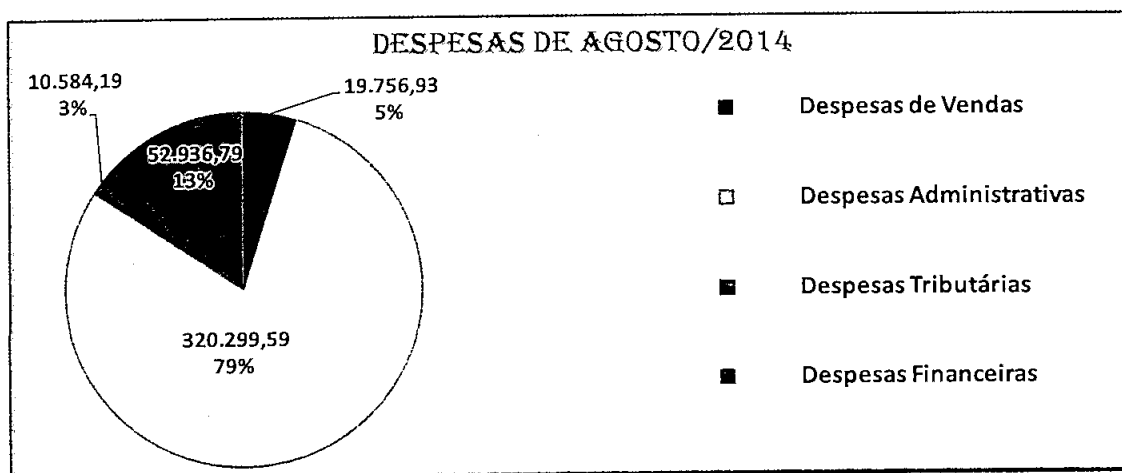 DESPESAS DE AGOSTO/2014
10.584,19
3%
19.756,93
5%
52.936,79
13%
320.299,59
79%
Despesas de Vendas
Despesas Administrativas
Despesas Tributárias
Despesas Financeiras